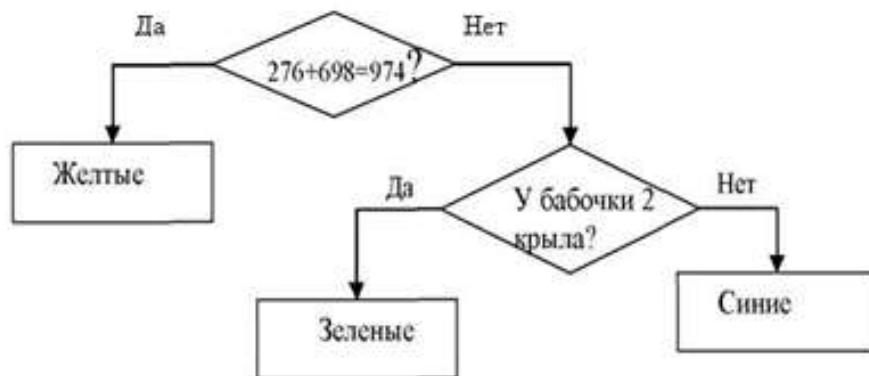 Да
Нет
276+698=974?
Желтые
Да
Нет
У бабочки 2
крыла?
Зеленые
Синие